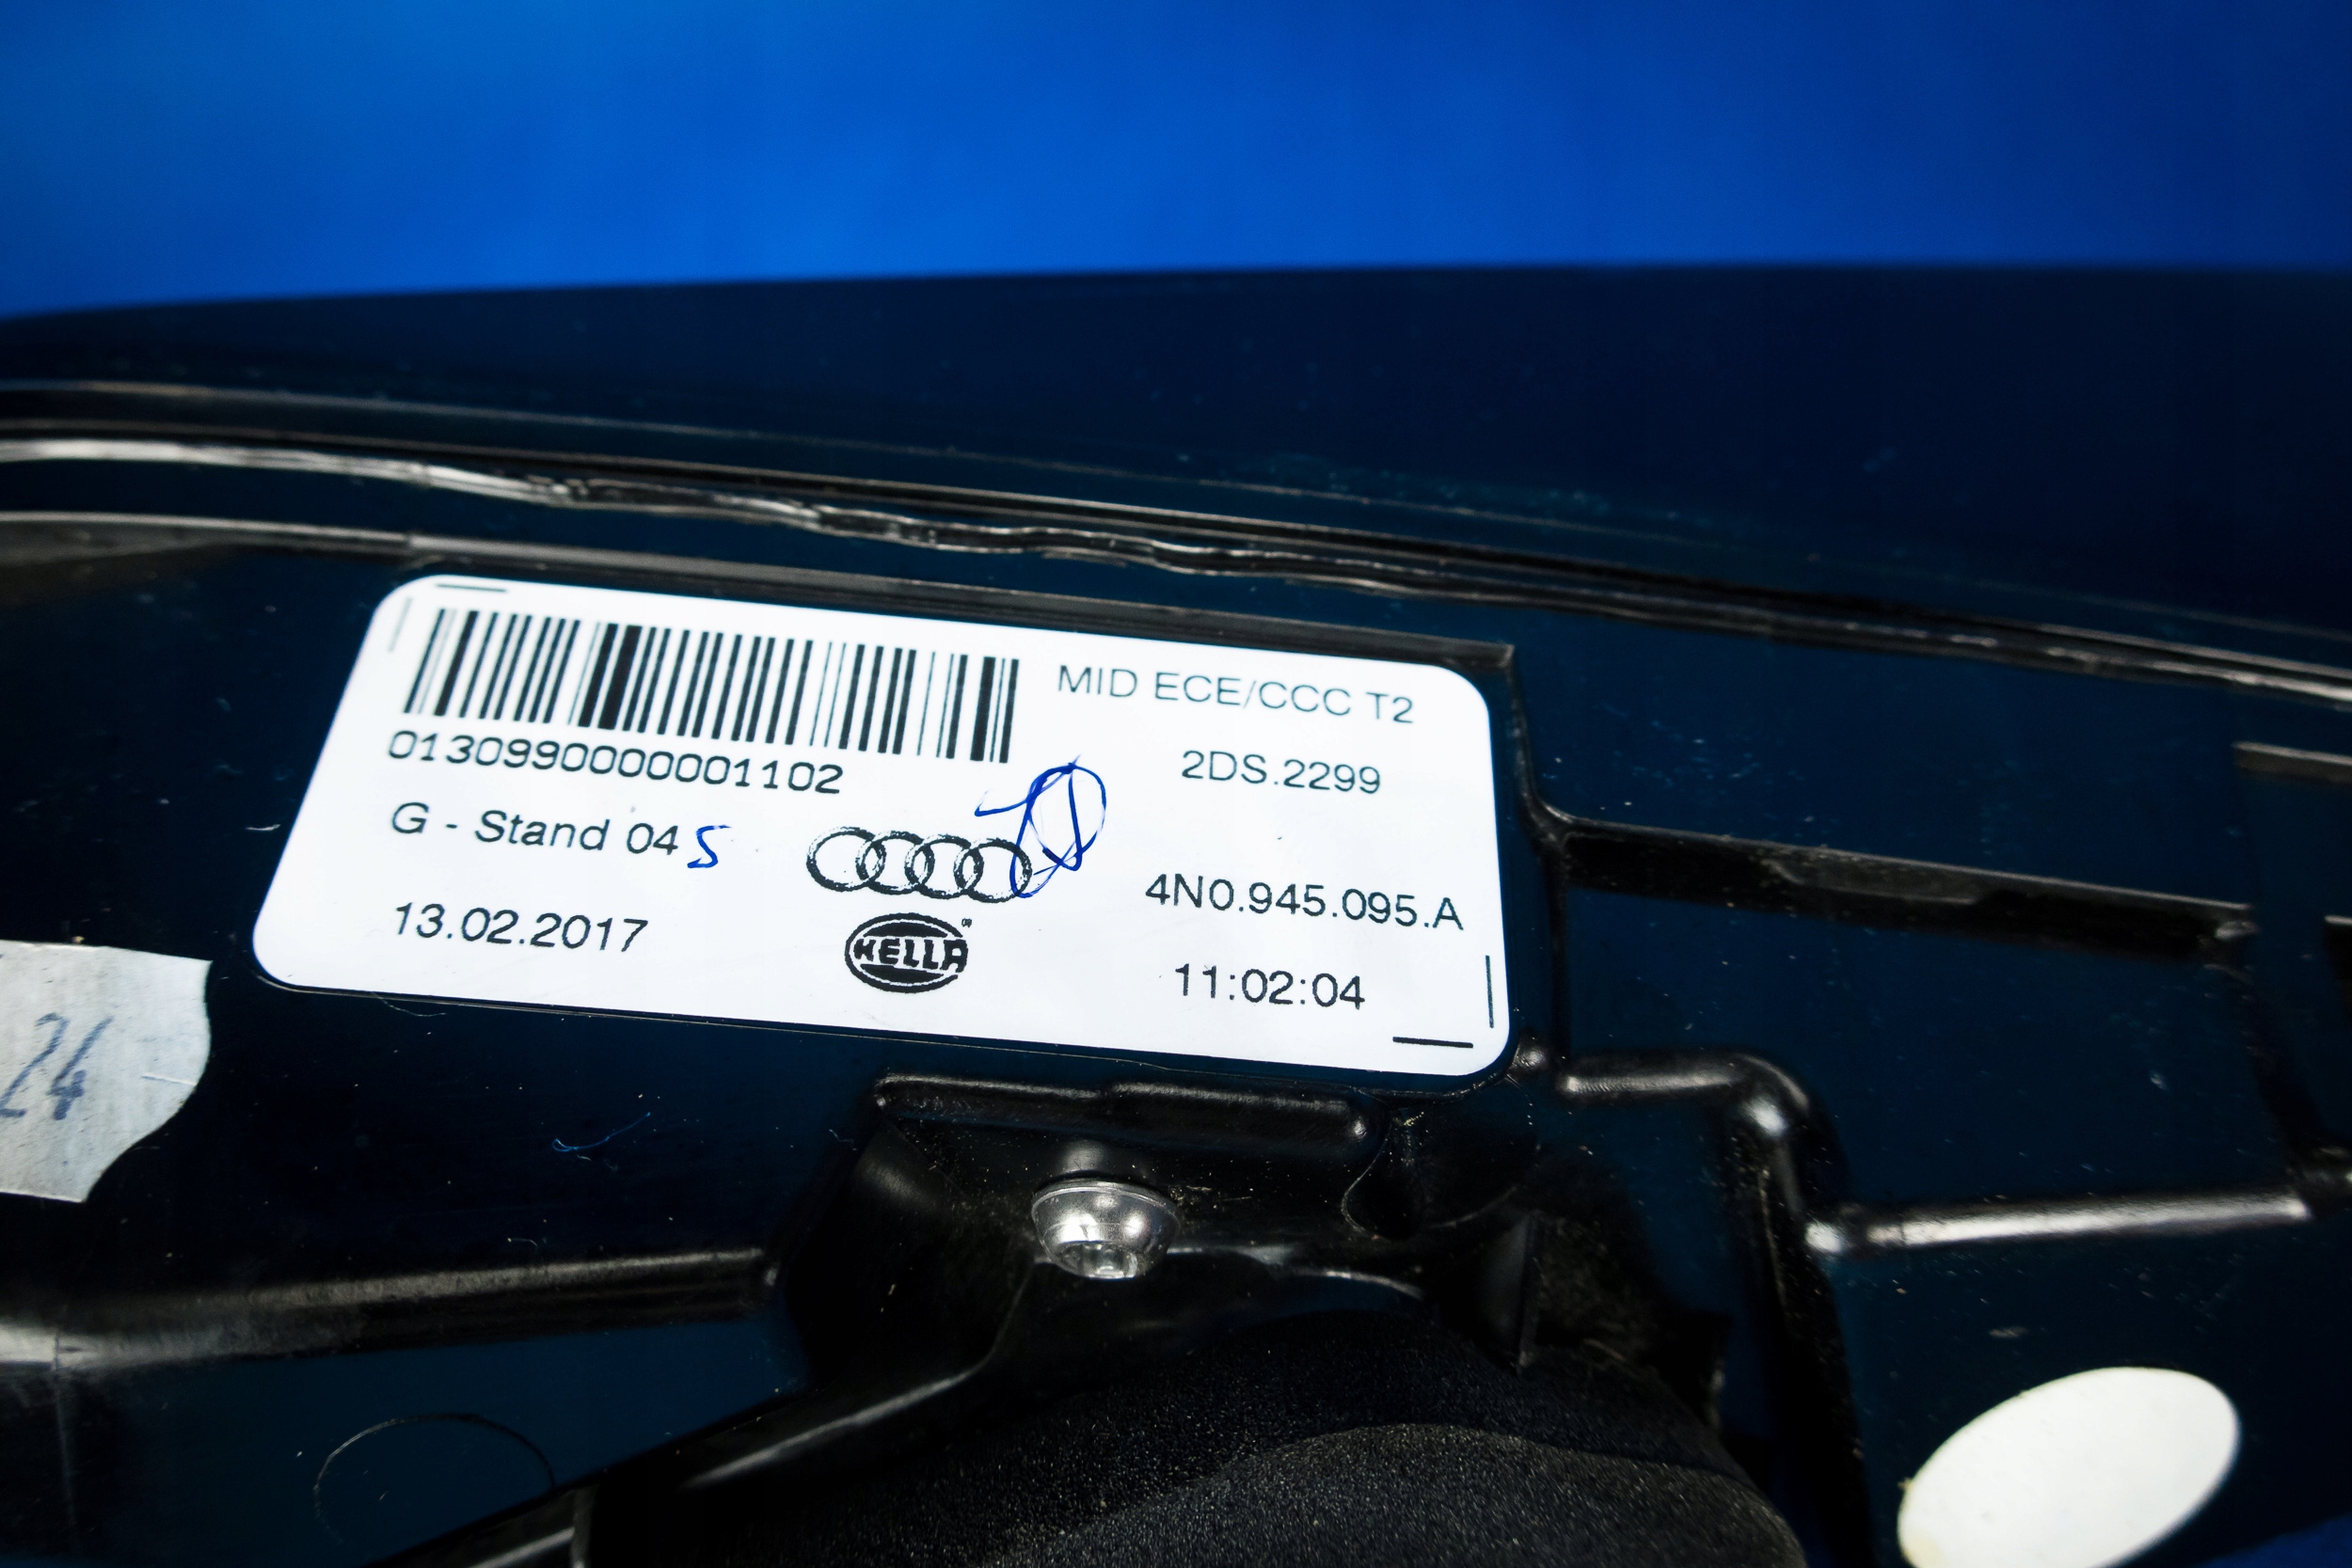 MID ECE/CCC T2
0130990000001102
2DS.2299
G - Stand 04 5
4N0.945.095.A
13.02.2017
HELLA
11:02:04
24